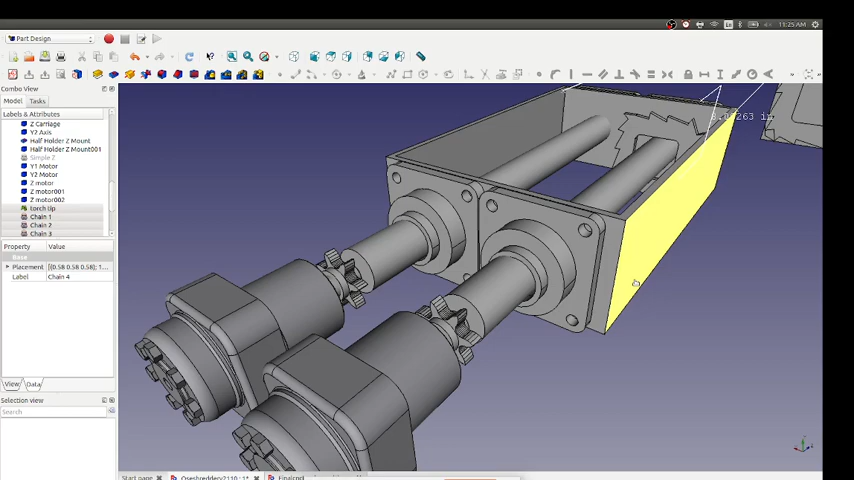 11:25 AM
Part Design
Combo View
Model Tasks
Labels & Attributes
Z Carriage
Y2 Axis
Half Holder Z Mount
Half Holder Z Mount001
Simple Z
Y1 Motor
Y2 Motor
Z motor
Z motor001
Z motor002
torch tip
Chain 1
Chain 2
Chain 3
Property Value
Base
Placement [(0.58 0.58 0.58); 1...
Label Chain 4
View Data
Selection view
Search
Start page